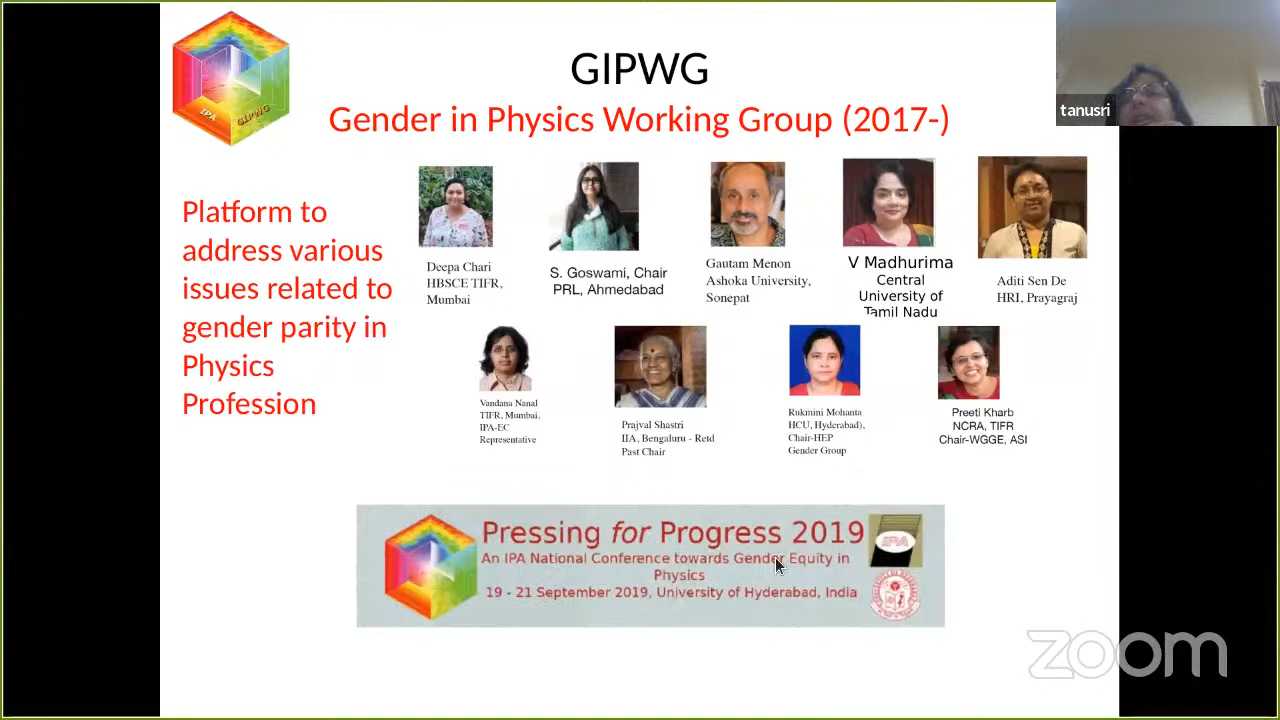 GIPWG
Gender in Physics Working Group (2017-)
tanusri
IPA
GIPWG
Platform to
address various
issues related to
gender parity in
Physics
Profession
Deepa Chari
HBSCE TIFR,
Mumbai
S. Goswami, Chair
PRL, Ahmedabad
Gautam Menon
Ashoka University,
Sonepat
V Madhurima
Central
University of
Tamil Nadu
Aditi Sen De
HRI, Prayagraj
Vandana Nanal
TIFR, Mumbai,
IPA-EC
Representative
Prajval Shastri
IIA, Bengaluru - Retd
Past Chair
Rukmini Mohanta
HCU, Hyderabad),
Chair-HEP
Gender Group
Preeti Kharb
NCRA, TIFR
Chair-WGGE, ASI
Pressing for Progress 2019
An IPA National Conference towards Gender Equity in
Physics
19 - 21 September 2019, University of Hyderabad, India
IPA
zoom